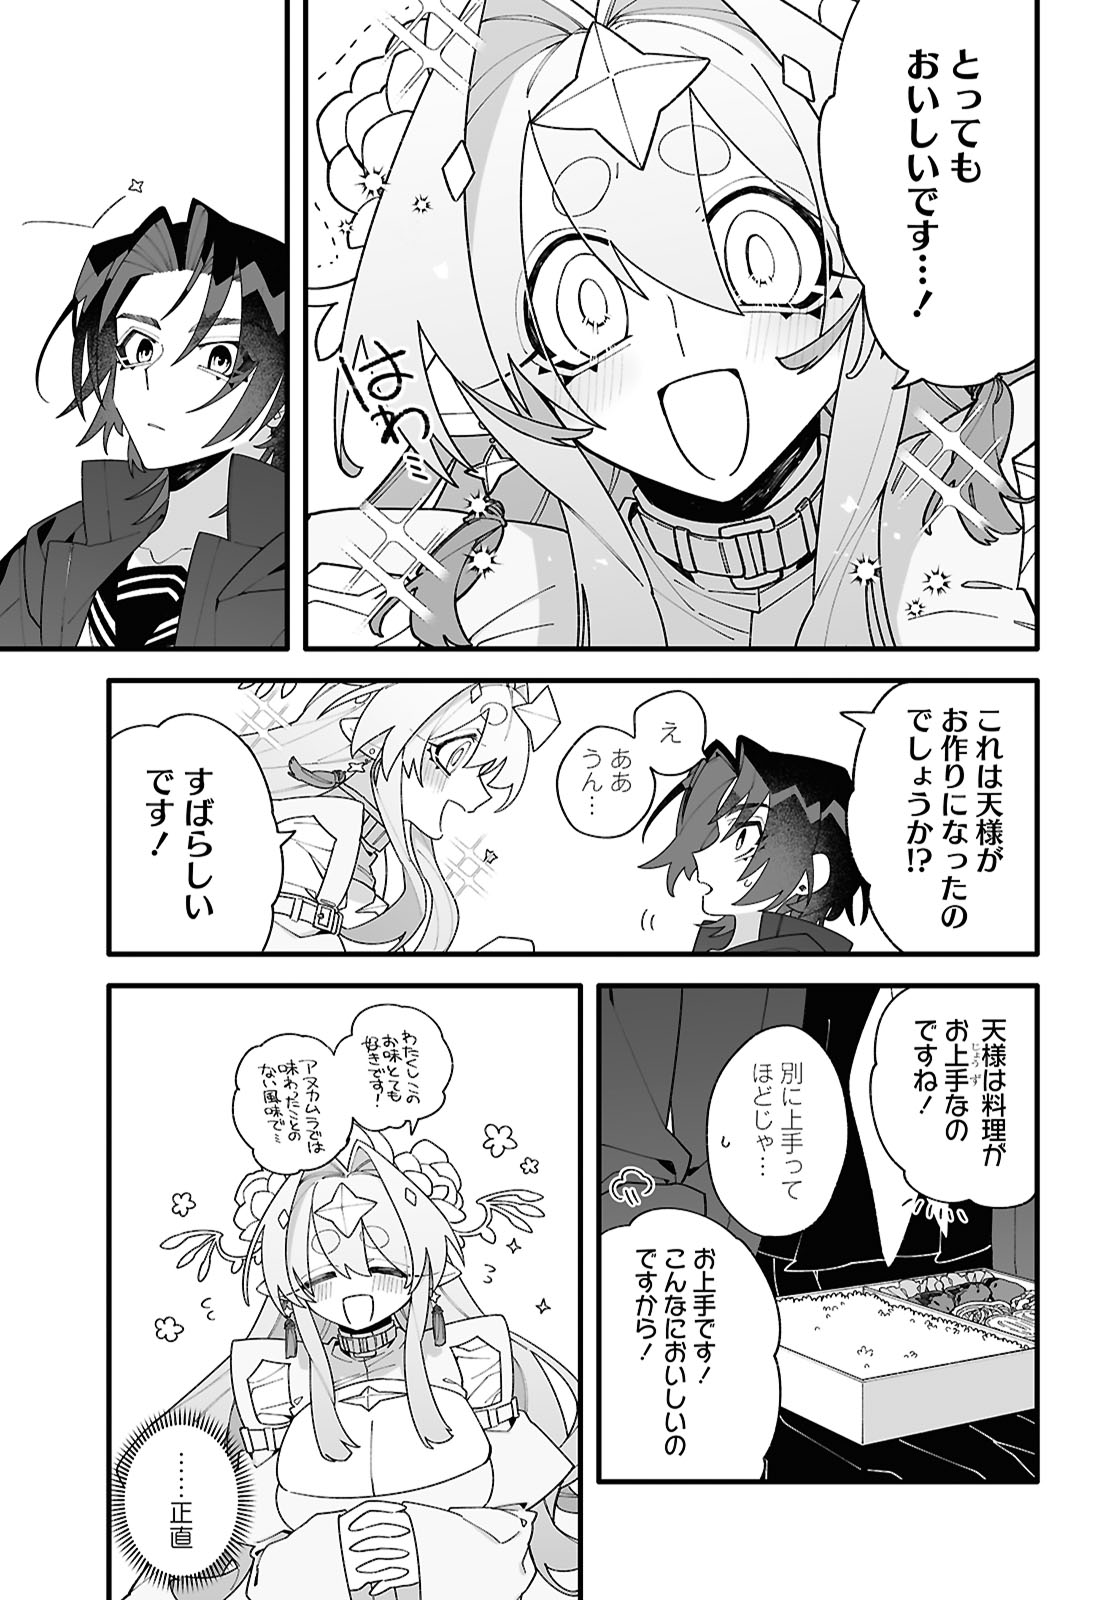 とっても
おいしいです…！
はわ…
これは天様が
お作りになったの
でしょうか!?
え
ああ
うん…
すばらしい
です！
天様は料理が
お上手なの
じょうず
ですね！
別に上手って
ほどじゃ…
お上手です！
こんなにおいしいの
ですから！
わたくしこの
お味とても
好きです！
アヌカムラでは
味わったことの
ない風味で…
……正直